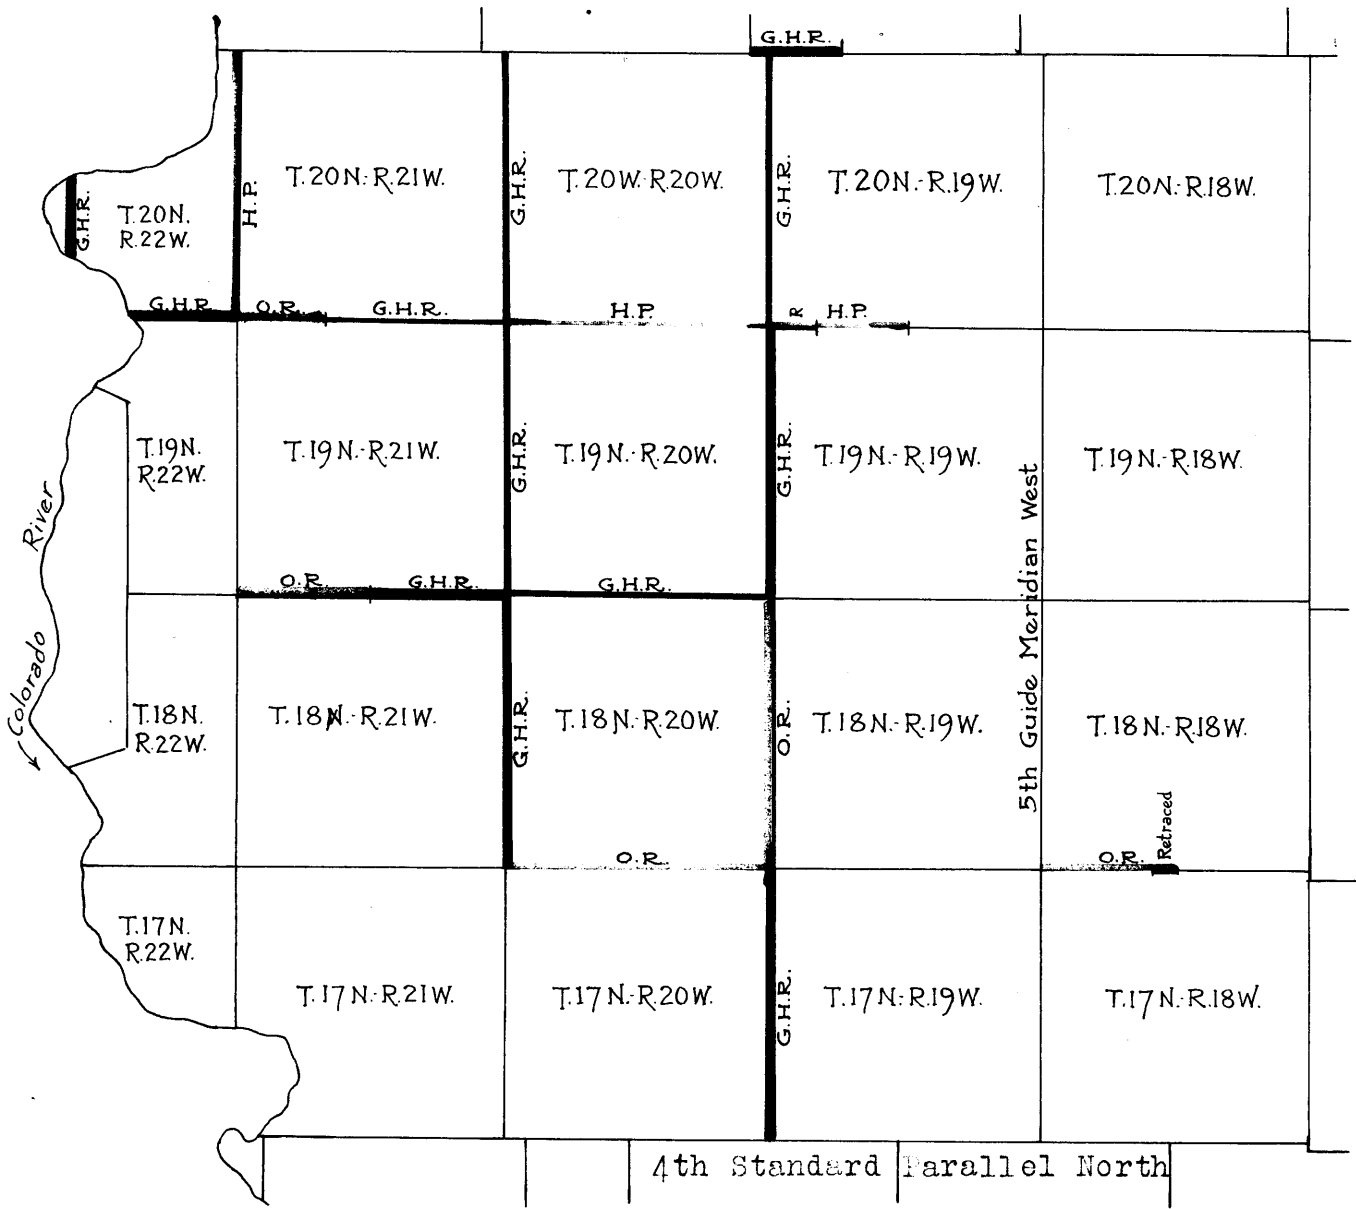 G.H.R.
T.20N.-R.21W.
T.20W.-R.20W.
T.20N.-R.19W.
T.20N.-R.18W.
G.H.R.
T.20N.
R.22W.
H.P.
G.H.R.
G.H.R.
G.H.R.
O.R.
G.H.R.
H.P.
R
H.P.
T.19N.
R.22W.
T.19N.-R.21W.
G.H.R.
T.19N.-R.20W.
G.H.R.
T.19N.-R.19W.
T.19N.-R.18W.
Colorado River
5th Guide Meridian West
O.R.
G.H.R.
G.H.R.
T.18N.
R.22W.
T.18N.-R.21W.
G.H.R.
T.18N.-R.20W.
O.R.
T.18N.-R.19W.
T.18N.-R.18W.
O.R.
O.R.
Retraced
T.17N.
R.22W.
T.17N.-R.21W.
T.17N.-R.20W.
G.H.R.
T.17N.-R.19W.
T.17N.-R.18W.
4th Standard Parallel North